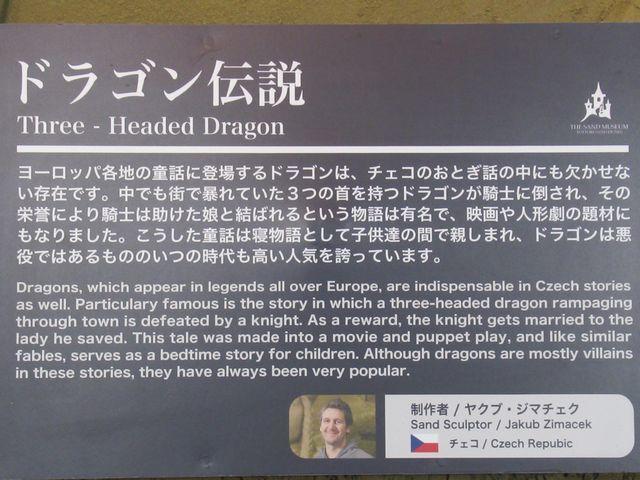 ドラゴン伝説
Three - Headed Dragon
THE SAND MUSEUM
ヨーロッパ各地の童話に登場するドラゴンは、チェコのおとぎ話の中にも欠かせな
い存在です。中でも街で暴れていた３つの首を持つドラゴンが騎士に倒され、その
栄誉により騎士は助けた娘と結ばれるという物語は有名で、映画や人形劇の題材に
もなりました。こうした童話は寝物語として子供達の間で親しまれ、ドラゴンは悪
役ではあるもののいつの時代も高い人気を誇っています。
Dragons, which appear in legends all over Europe, are indispensable in Czech stories
as well. Particulary famous is the story in which a three-headed dragon rampaging
through town is defeated by a knight. As a reward, the knight gets married to the
lady he saved. This tale was made into a movie and puppet play, and like similar
fables, serves as a bedtime story for children. Although dragons are mostly villains
in these stories, they have always been very popular.
制作者 / ヤクブ・ジマチェク
Sand Sculptor / Jakub Zimacek
チェコ / Czech Repubic